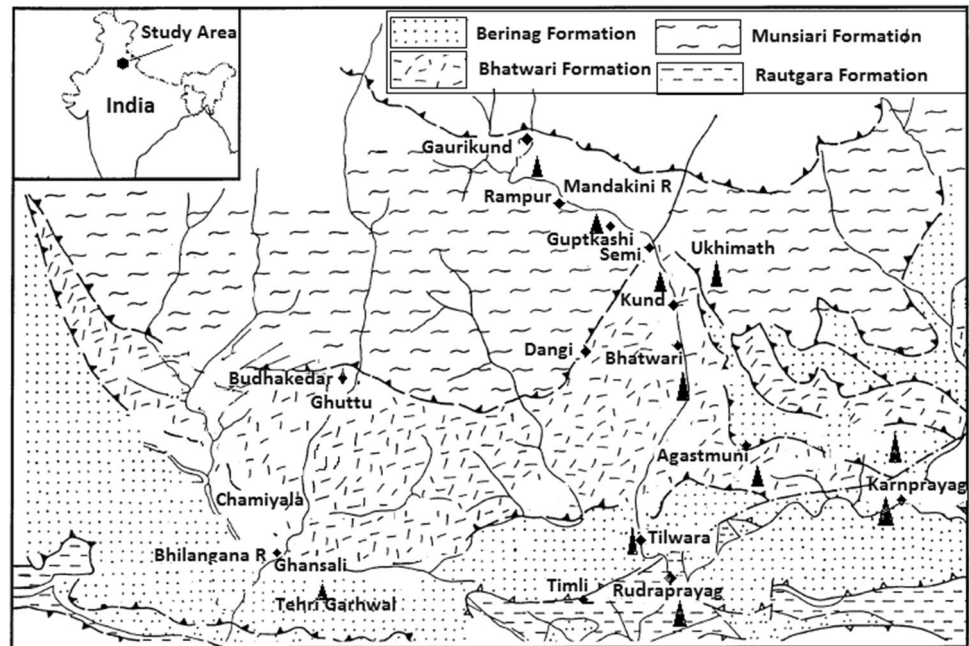 Study Area
India
Berinag Formation
Munsiari Formation
Bhatwari Formation
Rautgara Formation
Gaurikund
Mandakini R
Rampur
Guptkashi
Semi
Ukhimath
Kund
Dangi
Bhatwari
Budhakedar
Ghuttu
Agastmuni
Karnprayag
Chamiyala
Tilwara
Bhilangana R
Ghansali
Timli
Rudraprayag
Tehri Garhwal